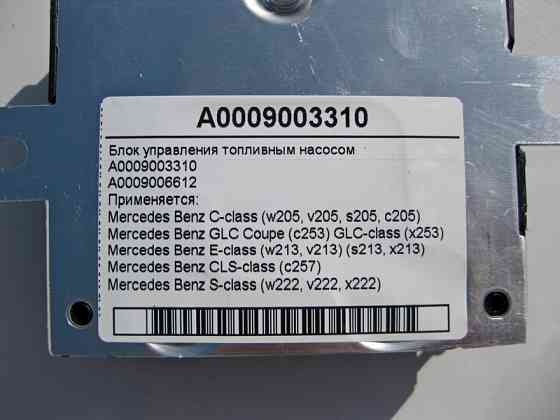 A0009003310
Блок управления топливным насосом
A0009003310
A0009006612
Применяется:
Mercedes Benz C-class (w205, v205, s205, c205)
Mercedes Benz GLC Coupe (c253) GLC-class (x253)
Mercedes Benz E-class (w213, v213) (s213, x213)
Mercedes Benz CLS-class (c257)
Mercedes Benz S-class (w222, v222, x222)